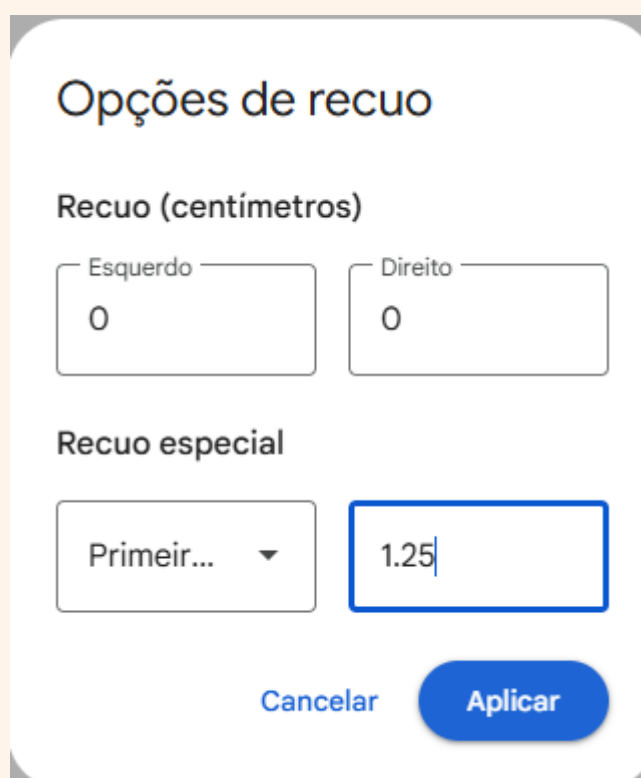 Opções de recuo
Recuo (centímetros)
Esquerdo Direito
0 0
Recuo especial
Primeir... 1.25
Cancelar Aplicar